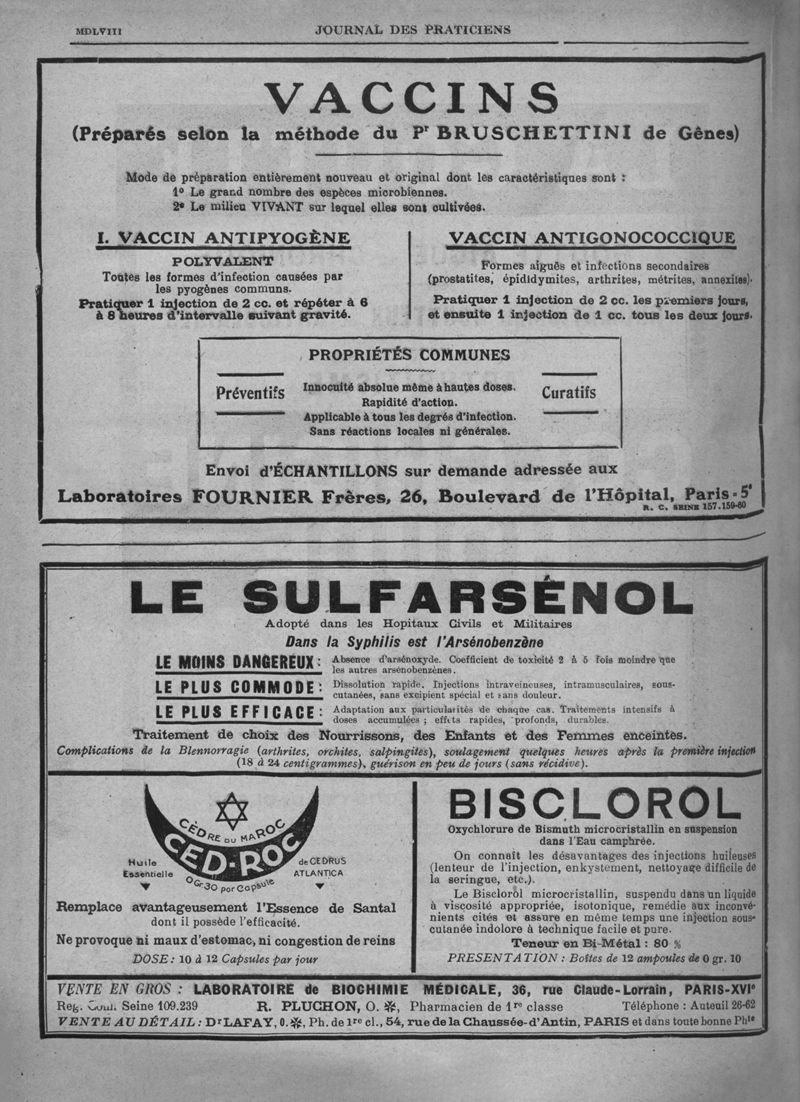 MDLVIII
JOURNAL DES PRATICIENS
VACCINS
(Préparés selon la méthode du Pr BRUSCHETTINI de Gênes)
Mode de préparation entièrement nouveau et original dont les caractéristiques sont :
1º Le grand nombre des espèces microbiennes.
2º Le milieu VIVANT sur lequel elles sont cultivées.
I. VACCIN ANTIPYOGÈNE
POLYVALENT
Toutes les formes d'infection causées par
les pyogènes communs.
Pratiquer 1 injection de 2 cc. et répéter à 6
à 8 heures d'intervalle suivant gravité.
VACCIN ANTIGONOCOCCIQUE
Formes aiguës et infections secondaires
(prostatites, épididymites, arthrites, métrites, annexites).
Pratiquer 1 injection de 2 cc. les premiers jours,
et ensuite 1 injection de 1 cc. tous les deux jours.
PROPRIÉTÉS COMMUNES
Préventifs
Innocuité absolue même à hautes doses.
Rapidité d'action.
Applicable à tous les degrés d'infection.
Sans réactions locales ni générales.
Curatifs
Envoi d'ÉCHANTILLONS sur demande adressée aux
Laboratoires FOURNIER Frères, 26, Boulevard de l'Hôpital, Paris-5e
R. C. SEINE 157.159-60
LE SULFARSÉNOL
Adopté dans les Hopitaux Civils et Militaires
Dans la Syphilis est l'Arsénobenzène
LE MOINS DANGEREUX : Absence d'arsénoxyde. Coefficient de toxicité 2 à 5 fois moindre que
les autres arsénobenzènes.
LE PLUS COMMODE : Dissolution rapide. Injections intraveineuses, intramusculaires, sous-
cutanées, sans excipient spécial et sans douleur.
LE PLUS EFFICACE : Adaptation aux particularités de chaque cas. Traitements intensifs à
doses accumulées ; effets rapides, profonds, durables.
Traitement de choix des Nourrissons, des Enfants et des Femmes enceintes.
Complications de la Blennorragie (arthrites, orchites, salpingites), soulagement quelques heures après la première injection
(18 à 24 centigrammes), guérison en peu de jours (sans récidive).
CÈDRE DU MAROC
CED-ROC
Huile
Essentielle
de CEDRUS
ATLANTICA
0 Gr 30 par Capsule
Remplace avantageusement l'Essence de Santal
dont il possède l'efficacité.
Ne provoque ni maux d'estomac, ni congestion de reins
DOSE : 10 à 12 Capsules par jour
BISCLOROL
Oxychlorure de Bismuth microcristallin en suspension
dans l'Eau camphrée.
On connaît les désavantages des injections huileuses
(lenteur de l'injection, enkystement, nettoyage difficile de
la seringue, etc.).
Le Bisclorol microcristallin, suspendu dans un liquide
à viscosité appropriée, isotonique, remédie aux inconvé-
nients cités et assure en même temps une injection sous-
cutanée indolore à technique facile et pure.
Teneur en Bi-Métal : 80 %
PRESENTATION : Boîtes de 12 ampoules de 0 gr. 10
VENTE EN GROS : LABORATOIRE de BIOCHIMIE MÉDICALE, 36, rue Claude-Lorrain, PARIS-XVIe
Reg. Com. Seine 109.239 R. PLUCHON, O. ✻, Pharmacien de 1re classe Téléphone : Auteuil 26-62
VENTE AU DÉTAIL : Dr LAFAY, O. ✻, Ph. de 1re cl., 54, rue de la Chaussée-d'Antin, PARIS et dans toute bonne Phie